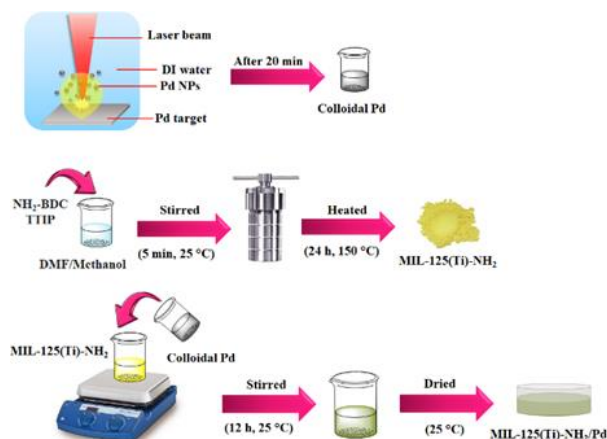 Laser beam
DI water
Pd NPs
Pd target
After 20 min
Colloidal Pd
NH₂-BDC
TTIP
DMF/Methanol
Stirred
(5 min, 25 °C)
Heated
(24 h, 150 °C)
MIL-125(Ti)-NH₂
MIL-125(Ti)-NH₂
Colloidal Pd
Stirred
(12 h, 25 °C)
Dried
(25 °C)
MIL-125(Ti)-NH₂/Pd